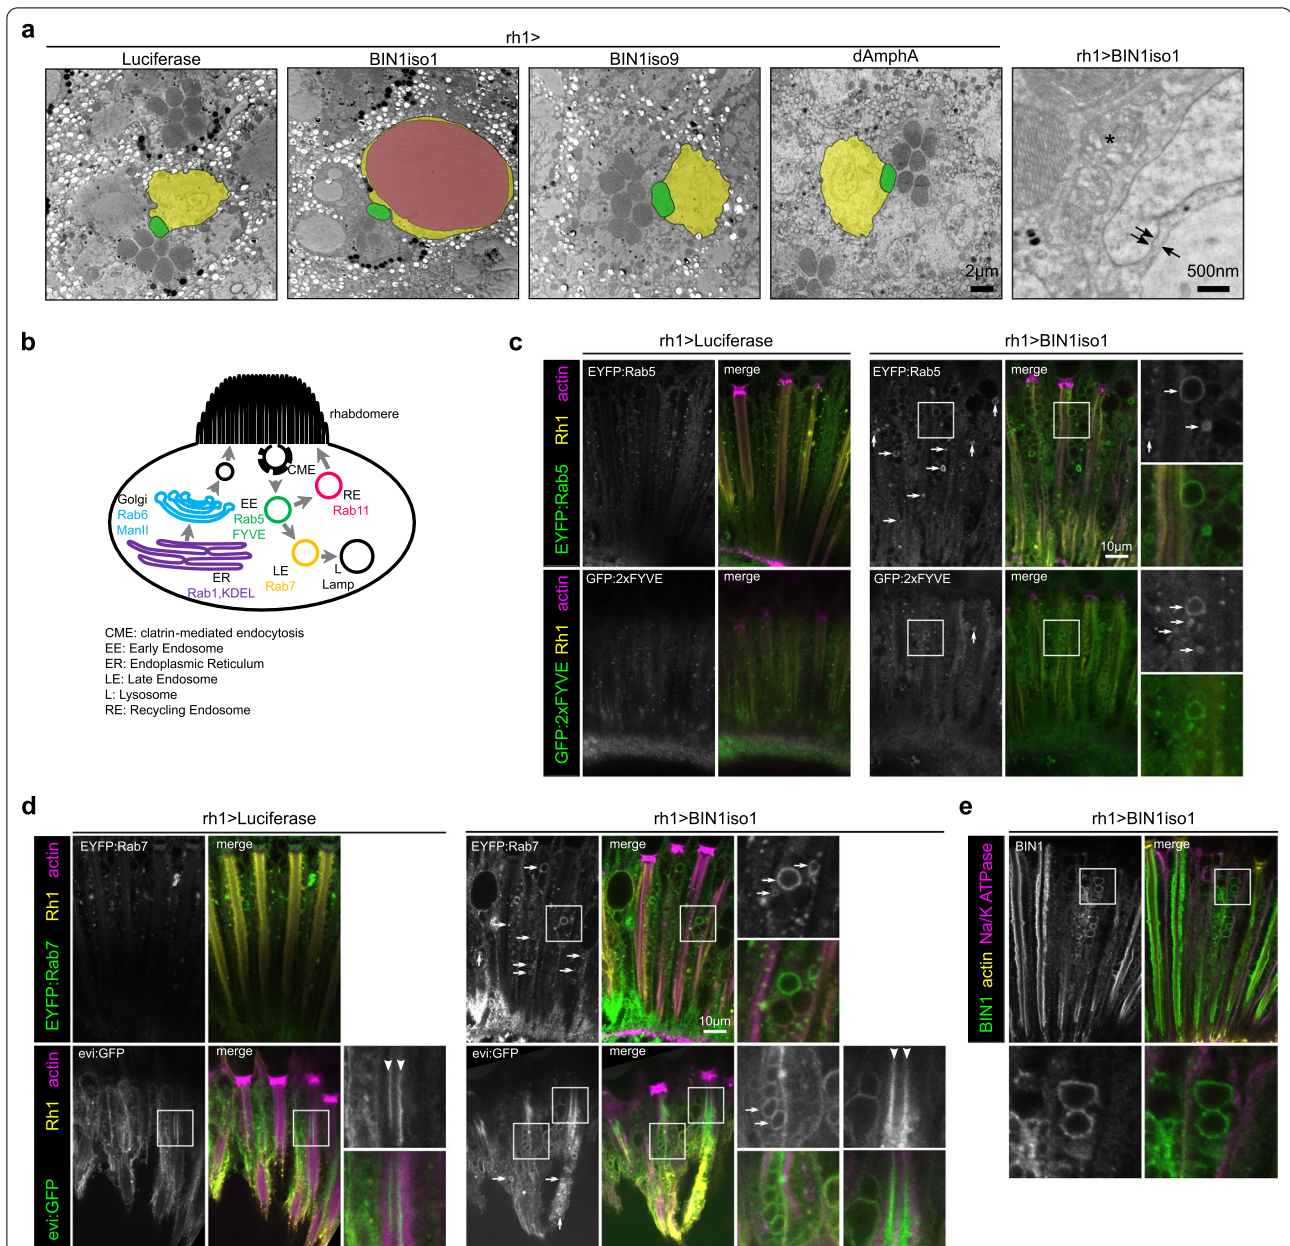 a
rh1>
Luciferase
BIN1iso1
BIN1iso9
dAmphA
rh1>BIN1iso1
*
2µm
500nm
b
rhabdomere
CME
Golgi
Rab6
ManII
EE
Rab5
FYVE
RE
Rab11
ER
Rab1,KDEL
LE
Rab7
L
Lamp
CME: clatrin-mediated endocytosis
EE: Early Endosome
ER: Endoplasmic Reticulum
LE: Late Endosome
L: Lysosome
RE: Recycling Endosome
c
rh1>Luciferase
rh1>BIN1iso1
EYFP:Rab5 Rh1 actin
EYFP:Rab5
merge
EYFP:Rab5
merge
10µm
GFP:2xFYVE Rh1 actin
GFP:2xFYVE
merge
GFP:2xFYVE
merge
d
rh1>Luciferase
rh1>BIN1iso1
EYFP:Rab7 Rh1 actin
EYFP:Rab7
merge
EYFP:Rab7
merge
10µm
evi:GFP Rh1 actin
evi:GFP
merge
evi:GFP
merge
e
rh1>BIN1iso1
BIN1 actin Na/K ATPase
BIN1
merge